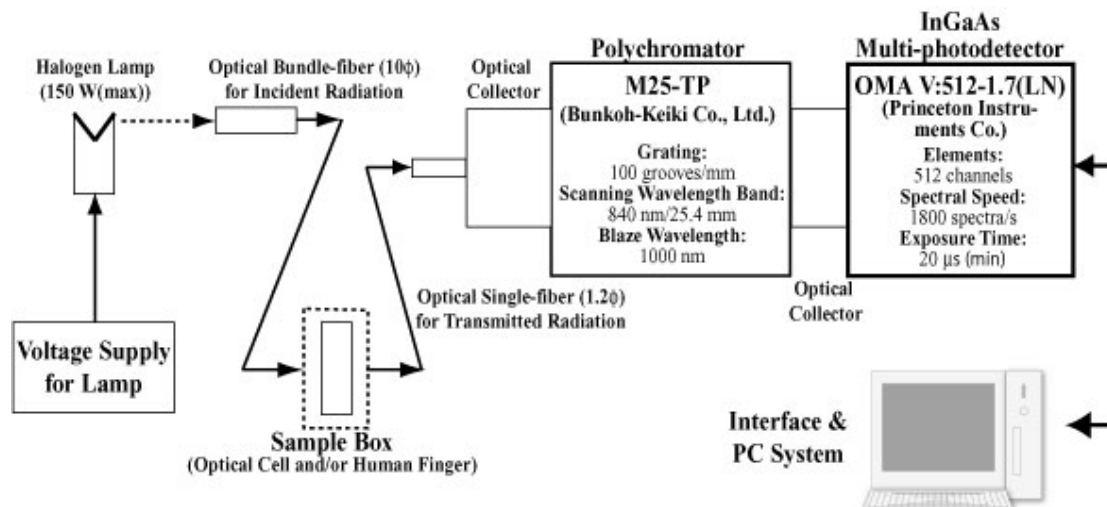 Halogen Lamp
(150 W(max))
Optical Bundle-fiber (10ϕ)
for Incident Radiation
Optical
Collector
Polychromator
M25-TP
(Bunkoh-Keiki Co., Ltd.)
Grating:
100 grooves/mm
Scanning Wavelength Band:
840 nm/25.4 mm
Blaze Wavelength:
1000 nm
InGaAs
Multi-photodetector
OMA V:512-1.7(LN)
(Princeton Instru-
ments Co.)
Elements:
512 channels
Spectral Speed:
1800 spectra/s
Exposure Time:
20 µs (min)
Optical
Collector
Optical Single-fiber (1.2ϕ)
for Transmitted Radiation
Voltage Supply
for Lamp
Sample Box
(Optical Cell and/or Human Finger)
Interface &
PC System